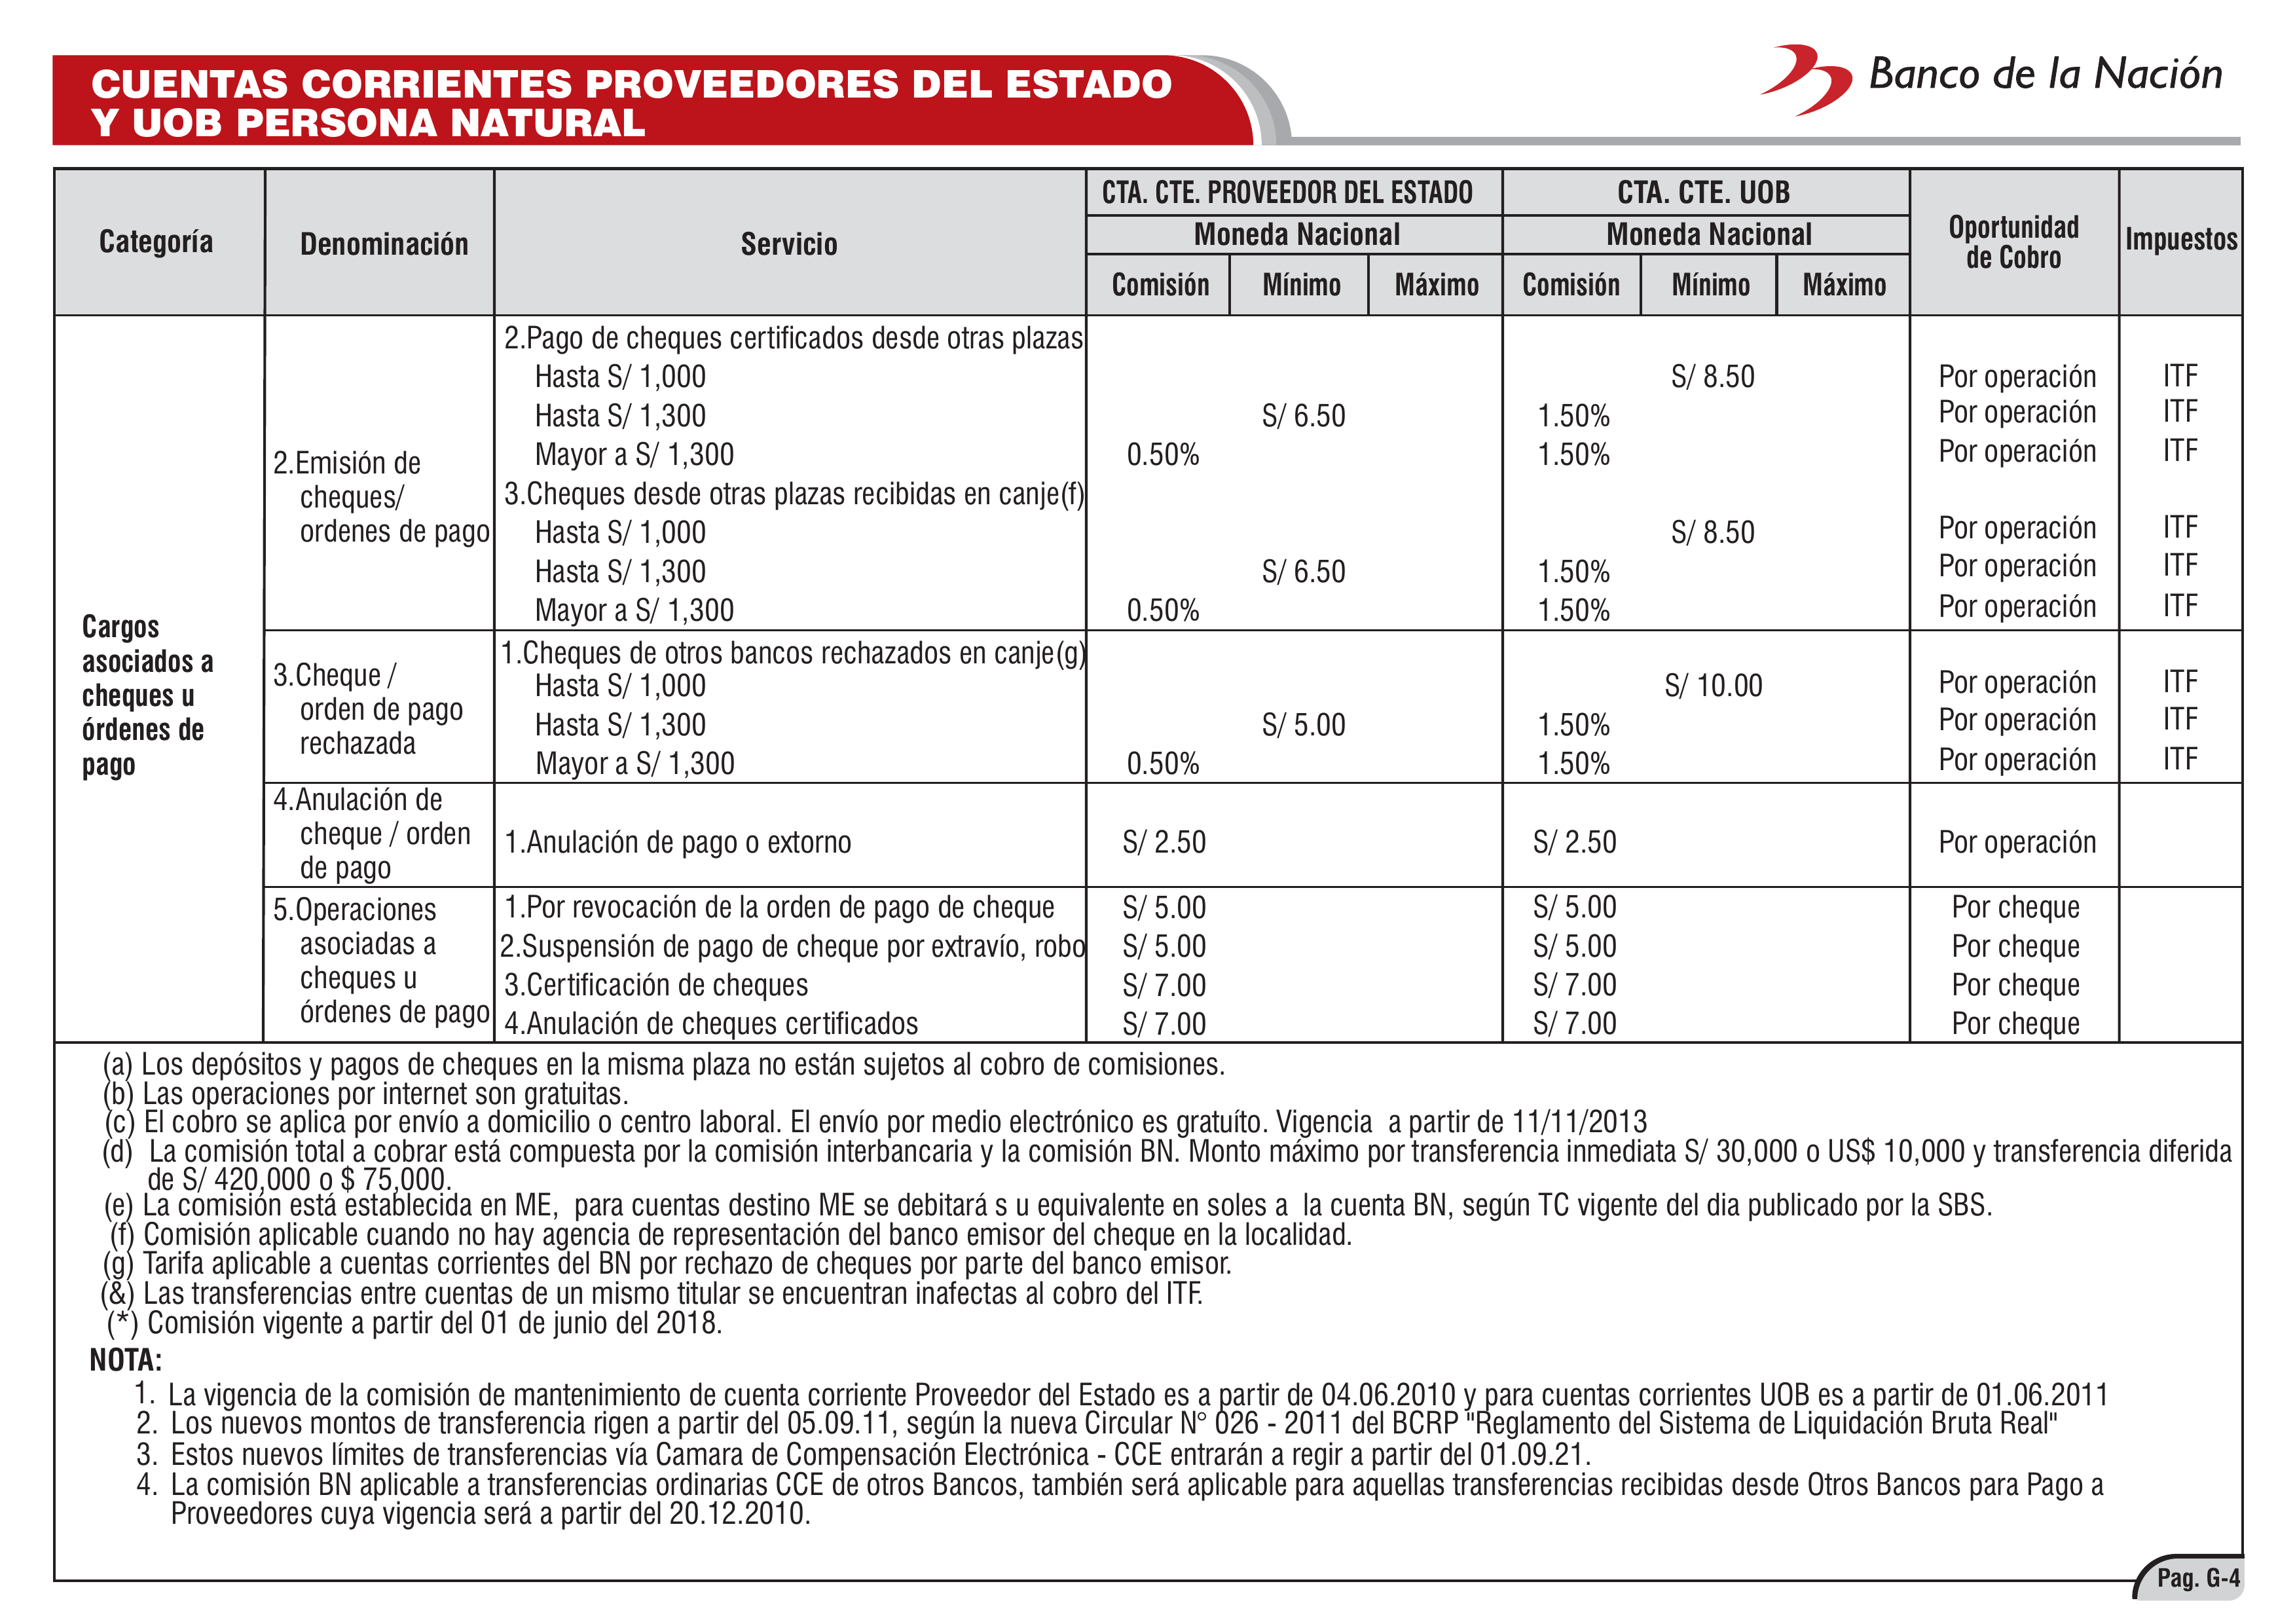 CUENTAS CORRIENTES PROVEEDORES DEL ESTADO
Y UOB PERSONA NATURAL
Banco de la Nación
Categoría Denominación Servicio CTA. CTE. PROVEEDOR DEL ESTADO CTA. CTE. UOB Oportunidad de Cobro Impuestos
Moneda Nacional Moneda Nacional
Comisión Mínimo Máximo Comisión Mínimo Máximo
Cargos
asociados a
cheques u
órdenes de
pago
2.Emisión de
cheques/
ordenes de pago
2.Pago de cheques certificados desde otras plazas
Hasta S/ 1,000 S/ 8.50 Por operación ITF
Hasta S/ 1,300 S/ 6.50 1.50% Por operación ITF
Mayor a S/ 1,300 0.50% 1.50% Por operación ITF
3.Cheques desde otras plazas recibidas en canje(f)
Hasta S/ 1,000 S/ 8.50 Por operación ITF
Hasta S/ 1,300 S/ 6.50 1.50% Por operación ITF
Mayor a S/ 1,300 0.50% 1.50% Por operación ITF
3.Cheque /
orden de pago
rechazada
1.Cheques de otros bancos rechazados en canje(g)
Hasta S/ 1,000 S/ 10.00 Por operación ITF
Hasta S/ 1,300 S/ 5.00 1.50% Por operación ITF
Mayor a S/ 1,300 0.50% 1.50% Por operación ITF
4.Anulación de
cheque / orden
de pago
1.Anulación de pago o extorno S/ 2.50 S/ 2.50 Por operación
5.Operaciones
asociadas a
cheques u
órdenes de pago
1.Por revocación de la orden de pago de cheque S/ 5.00 S/ 5.00 Por cheque
2.Suspensión de pago de cheque por extravío, robo S/ 5.00 S/ 5.00 Por cheque
3.Certificación de cheques S/ 7.00 S/ 7.00 Por cheque
4.Anulación de cheques certificados S/ 7.00 S/ 7.00 Por cheque
(a) Los depósitos y pagos de cheques en la misma plaza no están sujetos al cobro de comisiones.
(b) Las operaciones por internet son gratuitas.
(c) El cobro se aplica por envío a domicilio o centro laboral. El envío por medio electrónico es gratuíto. Vigencia a partir de 11/11/2013
(d) La comisión total a cobrar está compuesta por la comisión interbancaria y la comisión BN. Monto máximo por transferencia inmediata S/ 30,000 o US$ 10,000 y transferencia diferida
de S/ 420,000 o $ 75,000.
(e) La comisión está establecida en ME, para cuentas destino ME se debitará s u equivalente en soles a la cuenta BN, según TC vigente del dia publicado por la SBS.
(f) Comisión aplicable cuando no hay agencia de representación del banco emisor del cheque en la localidad.
(g) Tarifa aplicable a cuentas corrientes del BN por rechazo de cheques por parte del banco emisor.
(&) Las transferencias entre cuentas de un mismo titular se encuentran inafectas al cobro del ITF.
(*) Comisión vigente a partir del 01 de junio del 2018.
NOTA:
1. La vigencia de la comisión de mantenimiento de cuenta corriente Proveedor del Estado es a partir de 04.06.2010 y para cuentas corrientes UOB es a partir de 01.06.2011
2. Los nuevos montos de transferencia rigen a partir del 05.09.11, según la nueva Circular N° 026 - 2011 del BCRP "Reglamento del Sistema de Liquidación Bruta Real"
3. Estos nuevos límites de transferencias vía Camara de Compensación Electrónica - CCE entrarán a regir a partir del 01.09.21.
4. La comisión BN aplicable a transferencias ordinarias CCE de otros Bancos, también será aplicable para aquellas transferencias recibidas desde Otros Bancos para Pago a
Proveedores cuya vigencia será a partir del 20.12.2010.
Pag. G-4